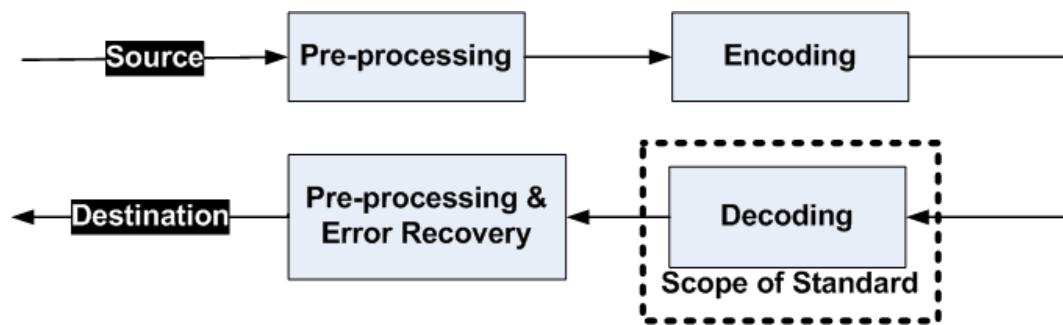 Source
Pre-processing
Encoding
Destination
Pre-processing &
Error Recovery
Decoding
Scope of Standard